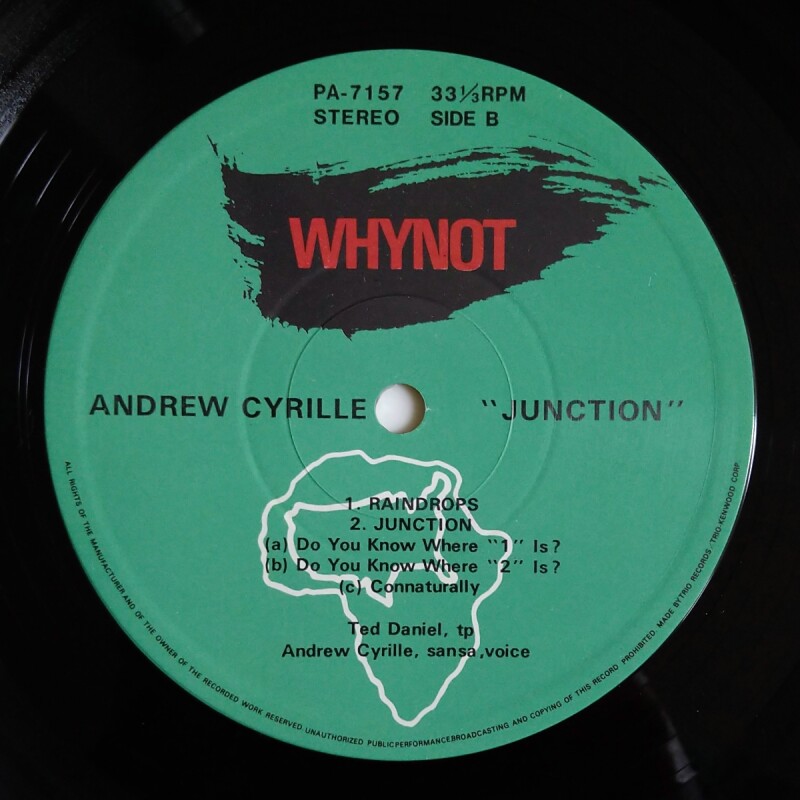 PA-7157 33⅓RPM
STEREO SIDE B
WHYNOT
ANDREW CYRILLE "JUNCTION"
1. RAINDROPS
2. JUNCTION
(a) Do You Know Where "1" Is?
(b) Do You Know Where "2" Is?
(c) Connaturally
Ted Daniel, tp
Andrew Cyrille, sansa,voice
ALL RIGHTS OF THE MANUFACTURER AND OF THE OWNER OF THE RECORDED WORK RESERVED UNAUTHORIZED PUBLIC PERFORMANCE BROADCASTING AND COPYING OF THIS RECORD PROHIBITED. MADE BY TRIO RECORDS / TRIO-KENWOOD CORP.